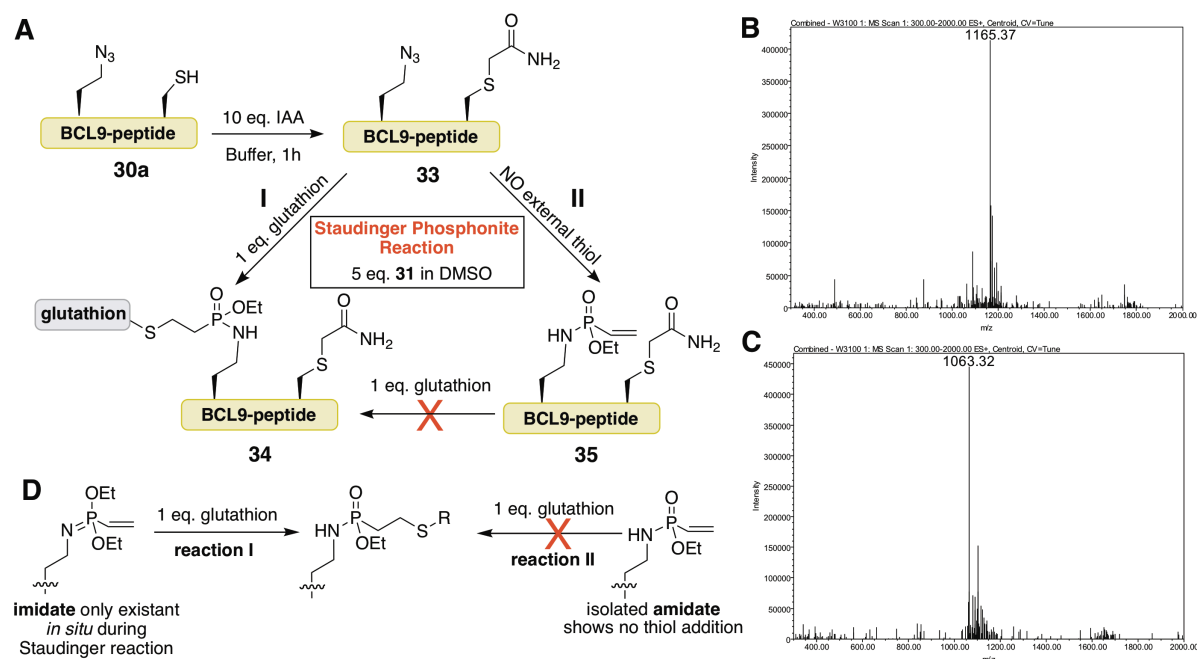 A
N3
SH
BCL9-peptide
30a
10 eq. IAA
Buffer, 1h
N3
O
NH2
S
BCL9-peptide
33
I
1 eq. glutathion
II
NO external thiol
Staudinger Phosphonite
Reaction
5 eq. 31 in DMSO
glutathion
S
O
P
OEt
NH
O
NH2
S
BCL9-peptide
34
1 eq. glutathion
X
O
P
HN
OEt
O
NH2
S
BCL9-peptide
35
B
Combined - W3100 1: MS Scan 1: 300.00-2000.00 ES+, Centroid, CV=Tune
1165.37
400000
350000
300000
250000
200000
150000
100000
50000
0
Intensity
400.00 600.00 800.00 1000.00 1200.00 1400.00 1600.00 1800.00 2000.00
m/z
C
Combined - W3100 1: MS Scan 1: 300.00-2000.00 ES+, Centroid, CV=Tune
1063.32
450000
400000
350000
300000
250000
200000
150000
100000
50000
0
Intensity
400.00 600.00 800.00 1000.00 1200.00 1400.00 1600.00 1800.00 2000.00
m/z
D
OEt
N
P
OEt
imidate only existant
in situ during
Staudinger reaction
1 eq. glutathion
reaction I
O
P
HN
OEt
S
R
1 eq. glutathion
X
reaction II
O
P
HN
OEt
isolated amidate
shows no thiol addition